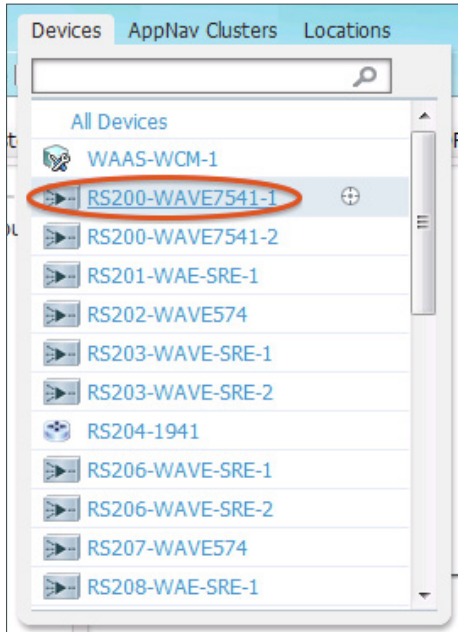 Devices AppNav Clusters Locations
All Devices
WAAS-WCM-1
RS200-WAVE7541-1
RS200-WAVE7541-2
RS201-WAE-SRE-1
RS202-WAVE574
RS203-WAVE-SRE-1
RS203-WAVE-SRE-2
RS204-1941
RS206-WAVE-SRE-1
RS206-WAVE-SRE-2
RS207-WAVE574
RS208-WAE-SRE-1